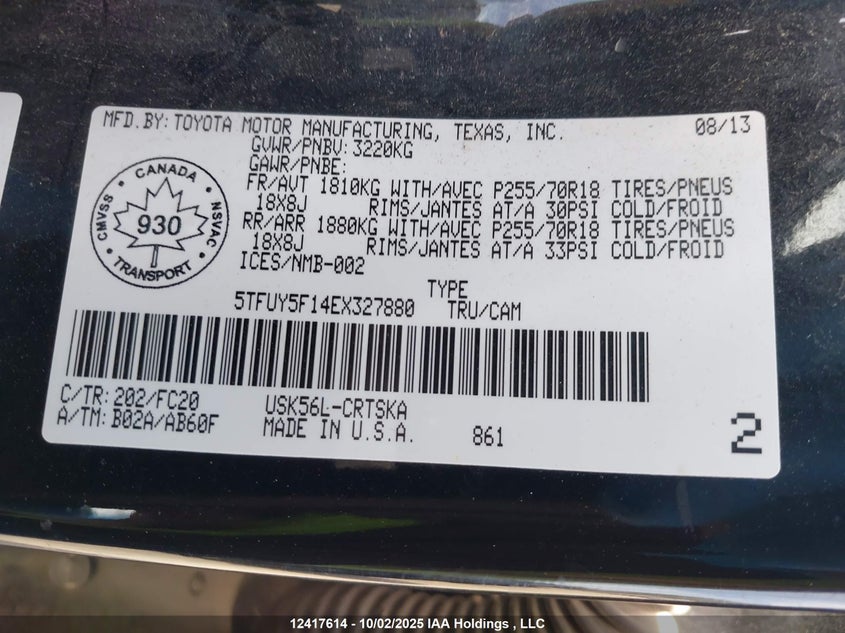 MFD.BY: TOYOTA MOTOR MANUFACTURING, TEXAS, INC. 08/13
GVWR/PNBV: 3220KG
GAWR/PNBE:
FR/AVT 1810KG WITH/AVEC P255/70R18 TIRES/PNEUS
18X8J RIMS/JANTES AT/A 30PSI COLD/FROID
RR/ARR 1880KG WITH/AVEC P255/70R18 TIRES/PNEUS
18X8J RIMS/JANTES AT/A 33PSI COLD/FROID
ICES/NMB-002
CANADA
CMVSS
930
NSVAC
TRANSPORT
TYPE
5TFUY5F14EX327880 TRU/CAM
C/TR: 202/FC20 USK56L-CRTSKA
A/TM: B02A/AB60F MADE IN U.S.A. 861
2
12417614 - 10/02/2025 IAA Holdings , LLC